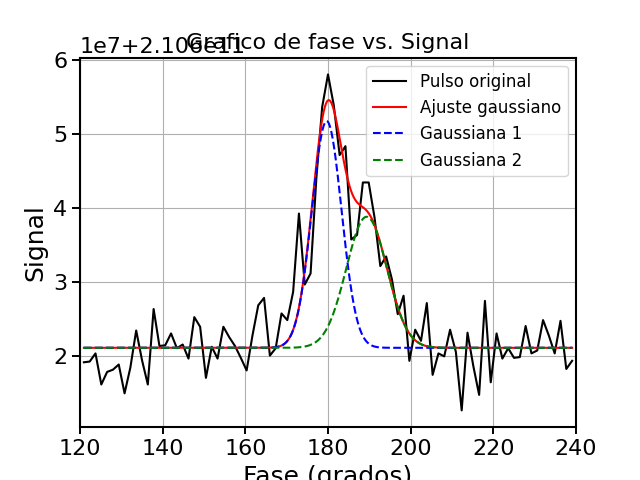 1e7+2.106e11
Grafico de fase vs. Signal
Pulso original
Ajuste gaussiano
Gaussiana 1
Gaussiana 2
Signal
6
5
4
3
2
120 140 160 180 200 220 240
Fase (grados)